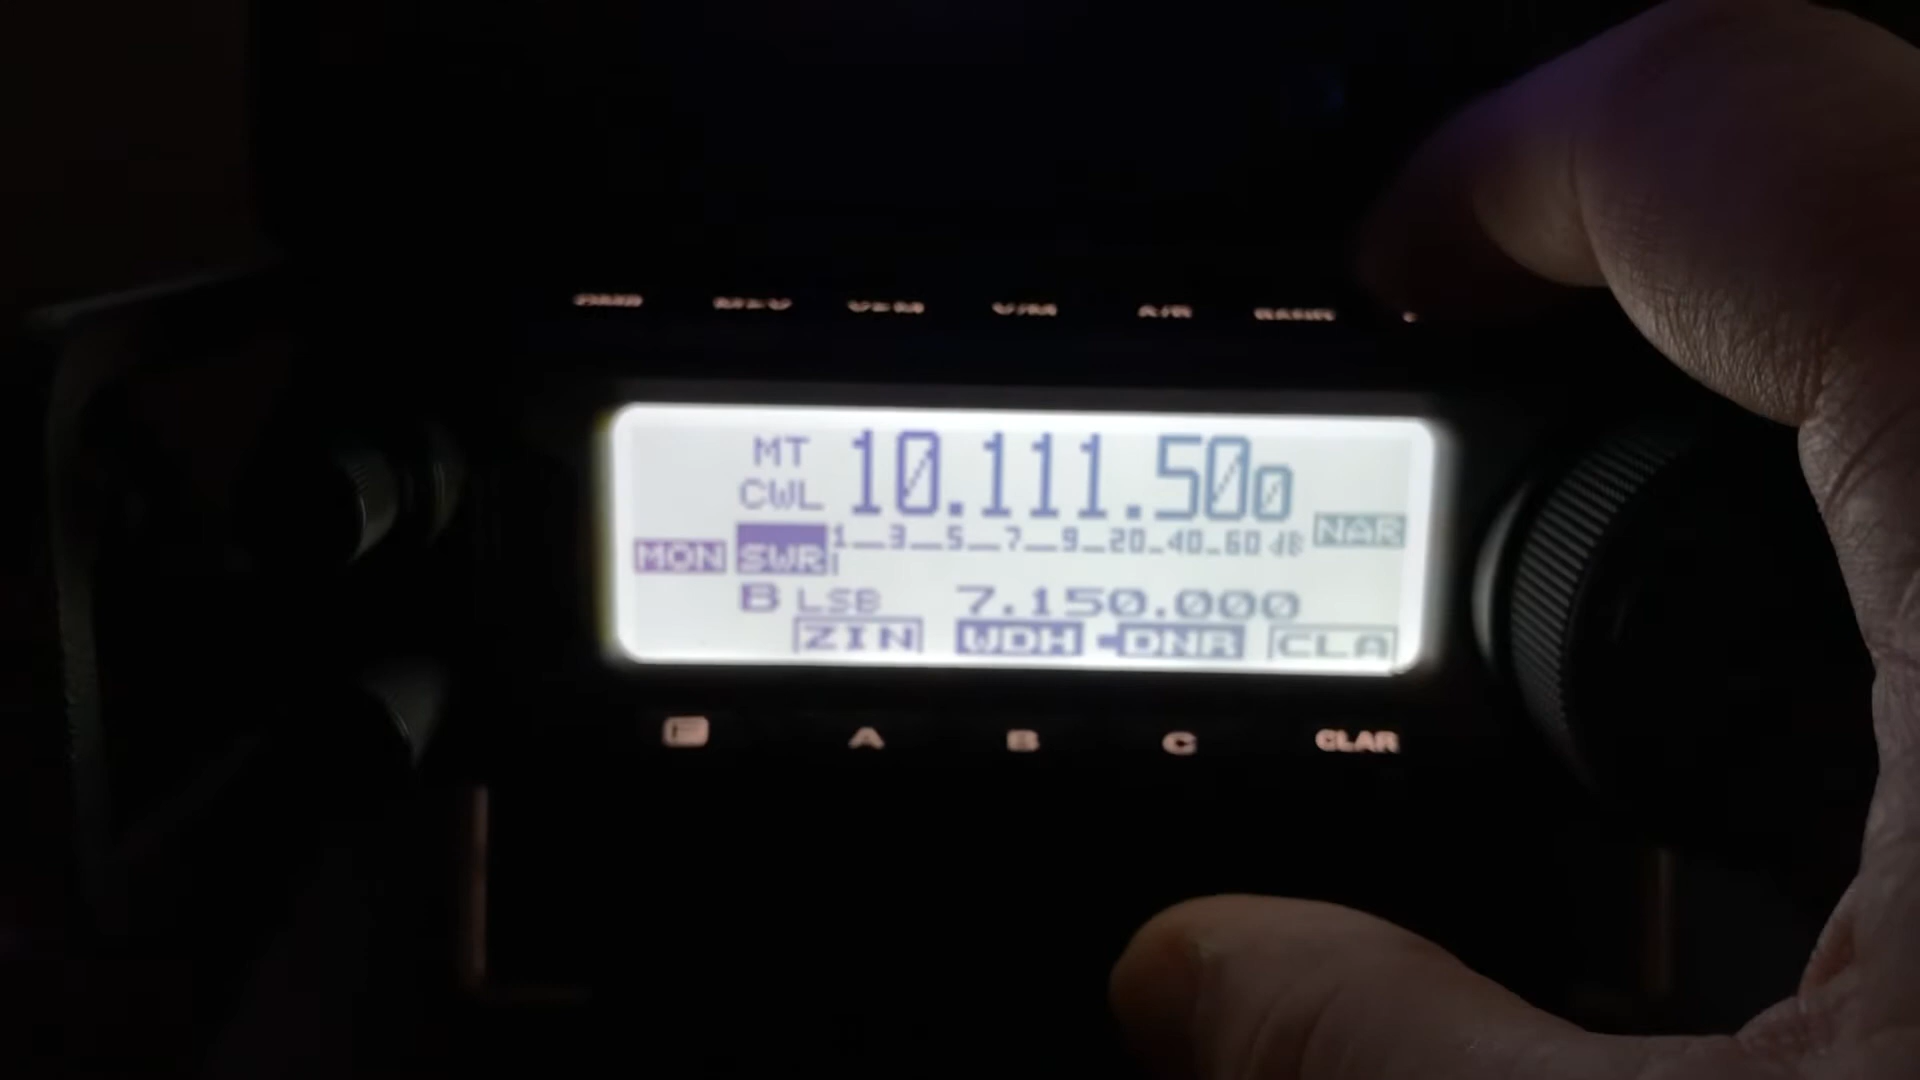 MT 10.111.500
CWL
1 3 5 7 9 20 40 60 dB NAR
MON SWR
B LSB 7.150.000
ZIN WDH DNR CLA
F A B C CLAR